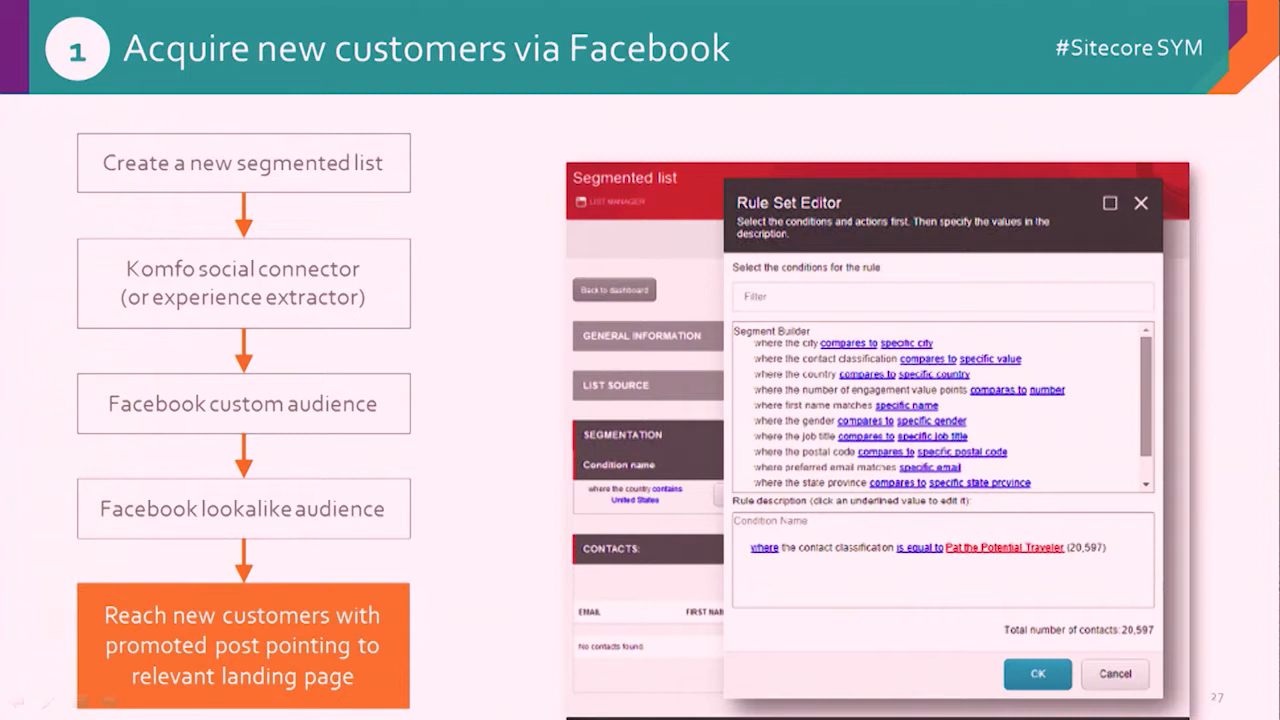 1
Acquire new customers via Facebook
#Sitecore SYM
Create a new segmented list
Komfo social connector
(or experience extractor)
Facebook custom audience
Facebook lookalike audience
Reach new customers with
promoted post pointing to
relevant landing page
Segmented list
LIST MANAGER
Back to dashboard
GENERAL INFORMATION
LIST SOURCE
SEGMENTATION
Condition name
where the country contains
United States
CONTACTS:
EMAIL FIRST NAM
No contacts found.
Rule Set Editor
Select the conditions and actions first. Then specify the values in the
description.
Select the conditions for the rule
Filter
Segment Builder
where the city compares to specific city
where the contact classification compares to specific value
where the country compares to specific country
where the number of engagement value points compares to number
where first name matches specific name
where the gender compares to specific gender
where the job title compares to specific job title
where the postal code compares to specific postal code
where preferred email matches specific email
where the state province compares to specific state province
Rule description (click an underlined value to edit it):
Condition Name
where the contact classification is equal to Pat the Potential Traveler (20,597)
Total number of contacts: 20,597
OK
Cancel
27